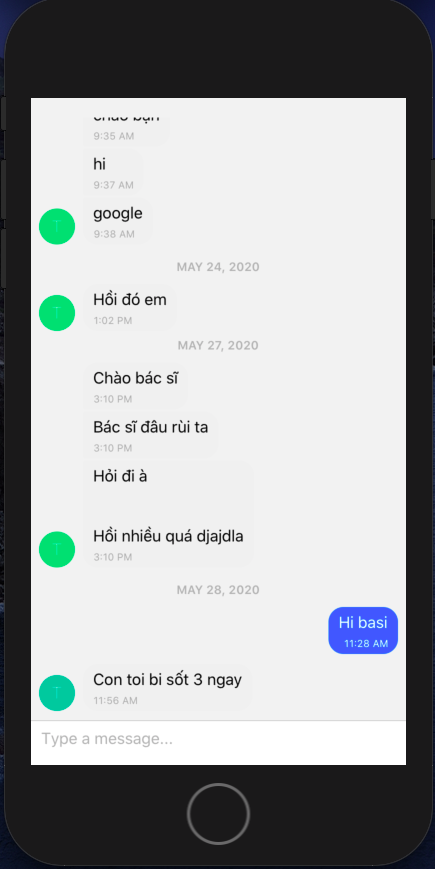 9:35 AM
hi
9:37 AM
google
9:38 AM
T
MAY 24, 2020
Hồi đó em
1:02 PM
T
MAY 27, 2020
Chào bác sĩ
3:10 PM
Bác sĩ đâu rùi ta
3:10 PM
Hỏi đi à
Hồi nhiều quá djajdla
3:10 PM
T
MAY 28, 2020
Hi basi
11:28 AM
Con toi bi sốt 3 ngay
11:56 AM
T
Type a message...